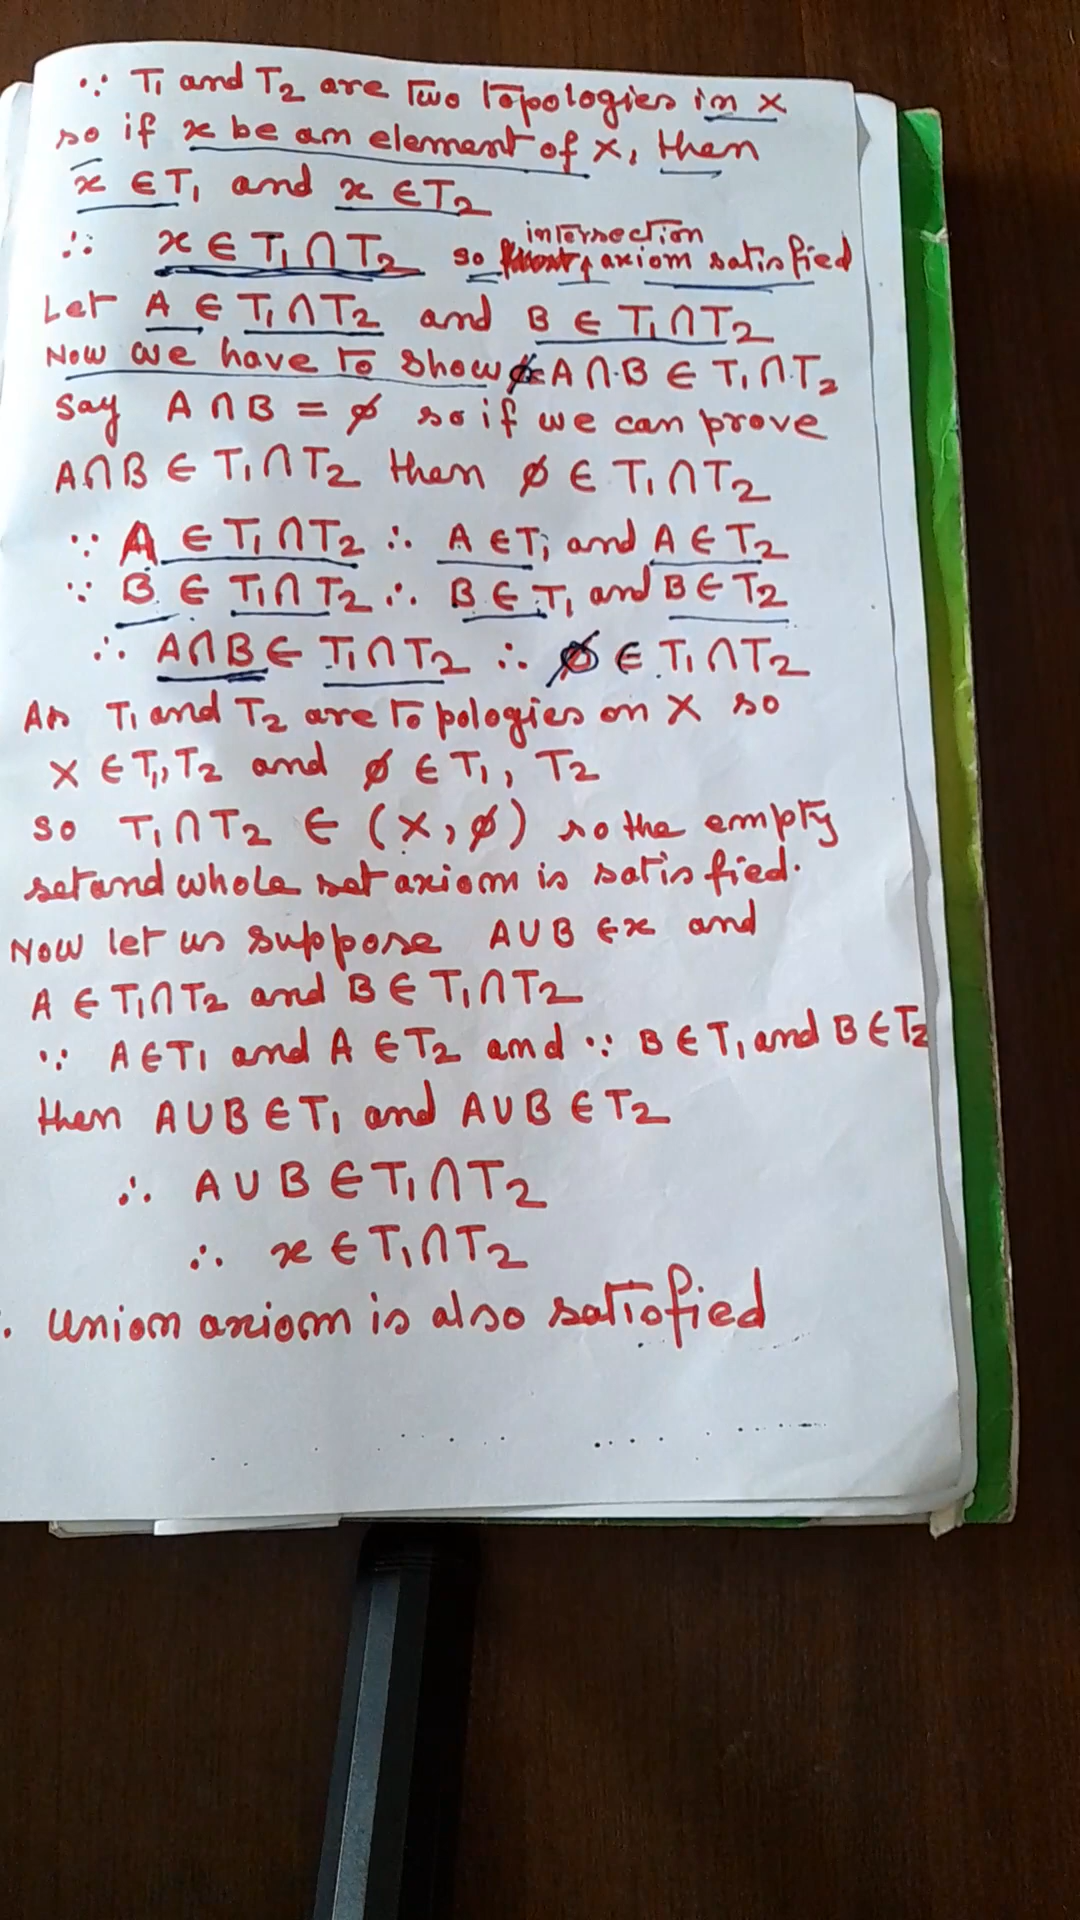 ∵ T₁ and T₂ are Two Topologies in X
so if x be an element of X, then
x ∈ T₁ and x ∈ T₂
∴ x ∈ T₁ ∩ T₂ so intersection axiom satisfied
Let A ∈ T₁ ∩ T₂ and B ∈ T₁ ∩ T₂
Now we have to show A ∩ B ∈ T₁ ∩ T₂
Say A ∩ B = ∅ so if we can prove
A ∩ B ∈ T₁ ∩ T₂ then ∅ ∈ T₁ ∩ T₂
∵ A ∈ T₁ ∩ T₂ ∴ A ∈ T₁ and A ∈ T₂
∵ B ∈ T₁ ∩ T₂ ∴ B ∈ T₁ and B ∈ T₂
∴ A ∩ B ∈ T₁ ∩ T₂ ∴ ∅ ∈ T₁ ∩ T₂
As T₁ and T₂ are Topologies on X so
X ∈ T₁, T₂ and ∅ ∈ T₁, T₂
so T₁ ∩ T₂ ∈ (X, ∅) so the empty
set and whole set axiom is satisfied.
Now let us suppose A ∪ B ∈ x and
A ∈ T₁ ∩ T₂ and B ∈ T₁ ∩ T₂
∵ A ∈ T₁ and A ∈ T₂ and ∵ B ∈ T₁ and B ∈ T₂
then A ∪ B ∈ T₁ and A ∪ B ∈ T₂
∴ A ∪ B ∈ T₁ ∩ T₂
∴ x ∈ T₁ ∩ T₂
. Union axiom is also satisfied